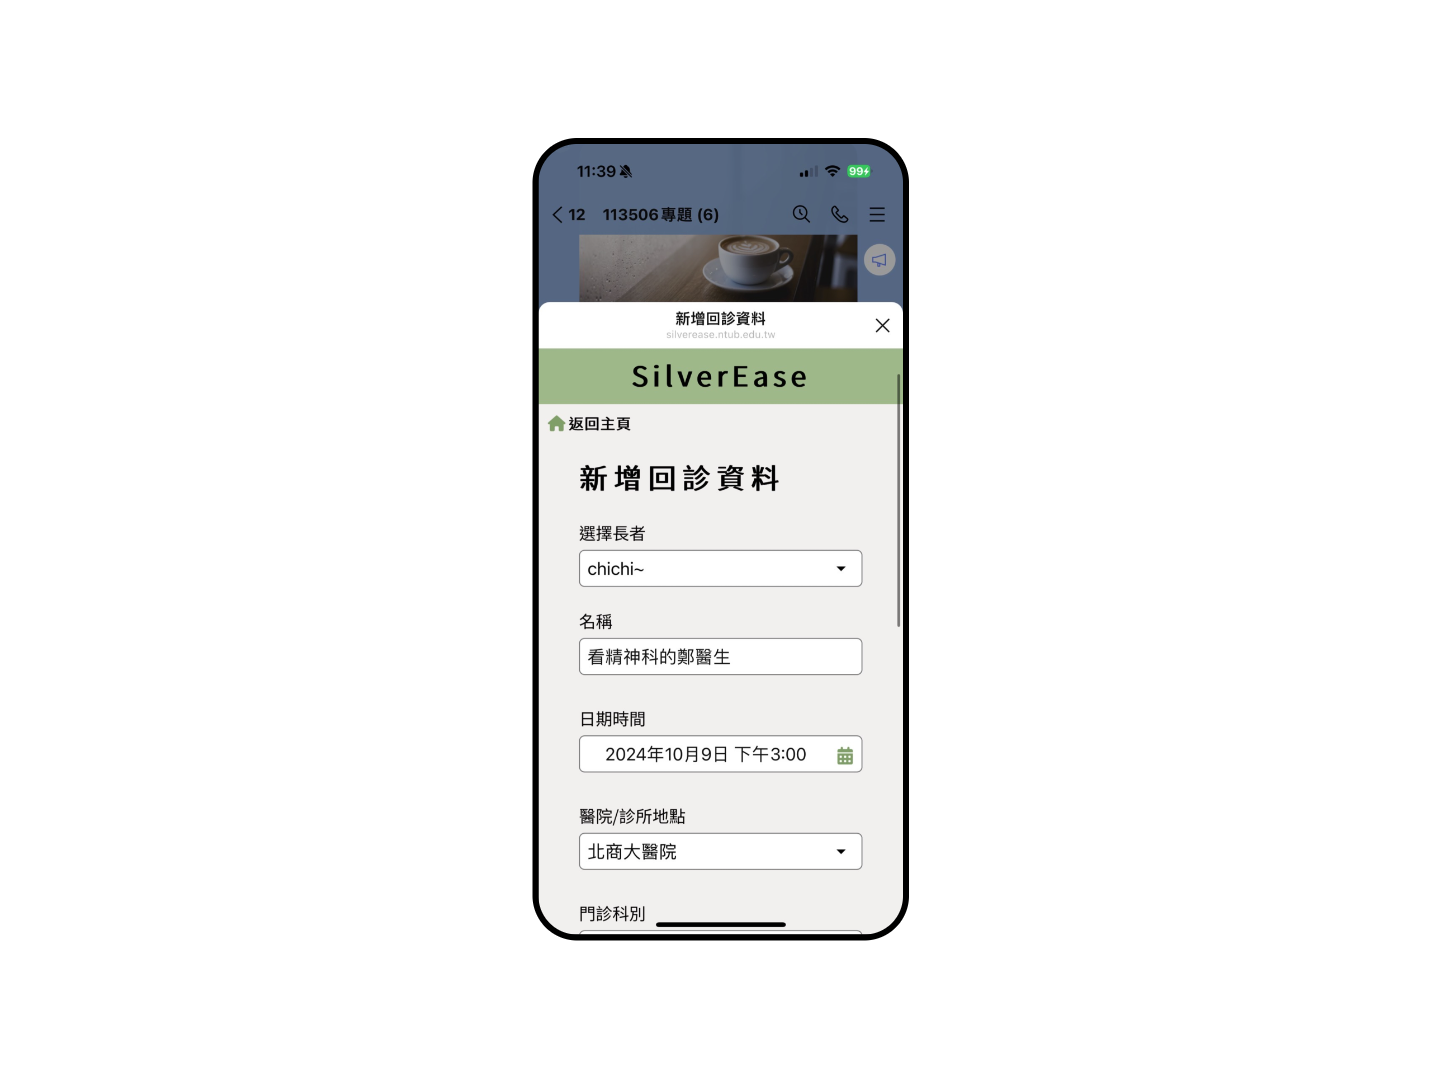 11:39
99
12 113506專題 (6)
新增回診資料
silverease.ntub.edu.tw
SilverEase
返回主頁
新增回診資料
選擇長者
chichi~
名稱
看精神科的鄭醫生
日期時間
2024年10月9日 下午3:00
醫院/診所地點
北商大醫院
門診科別